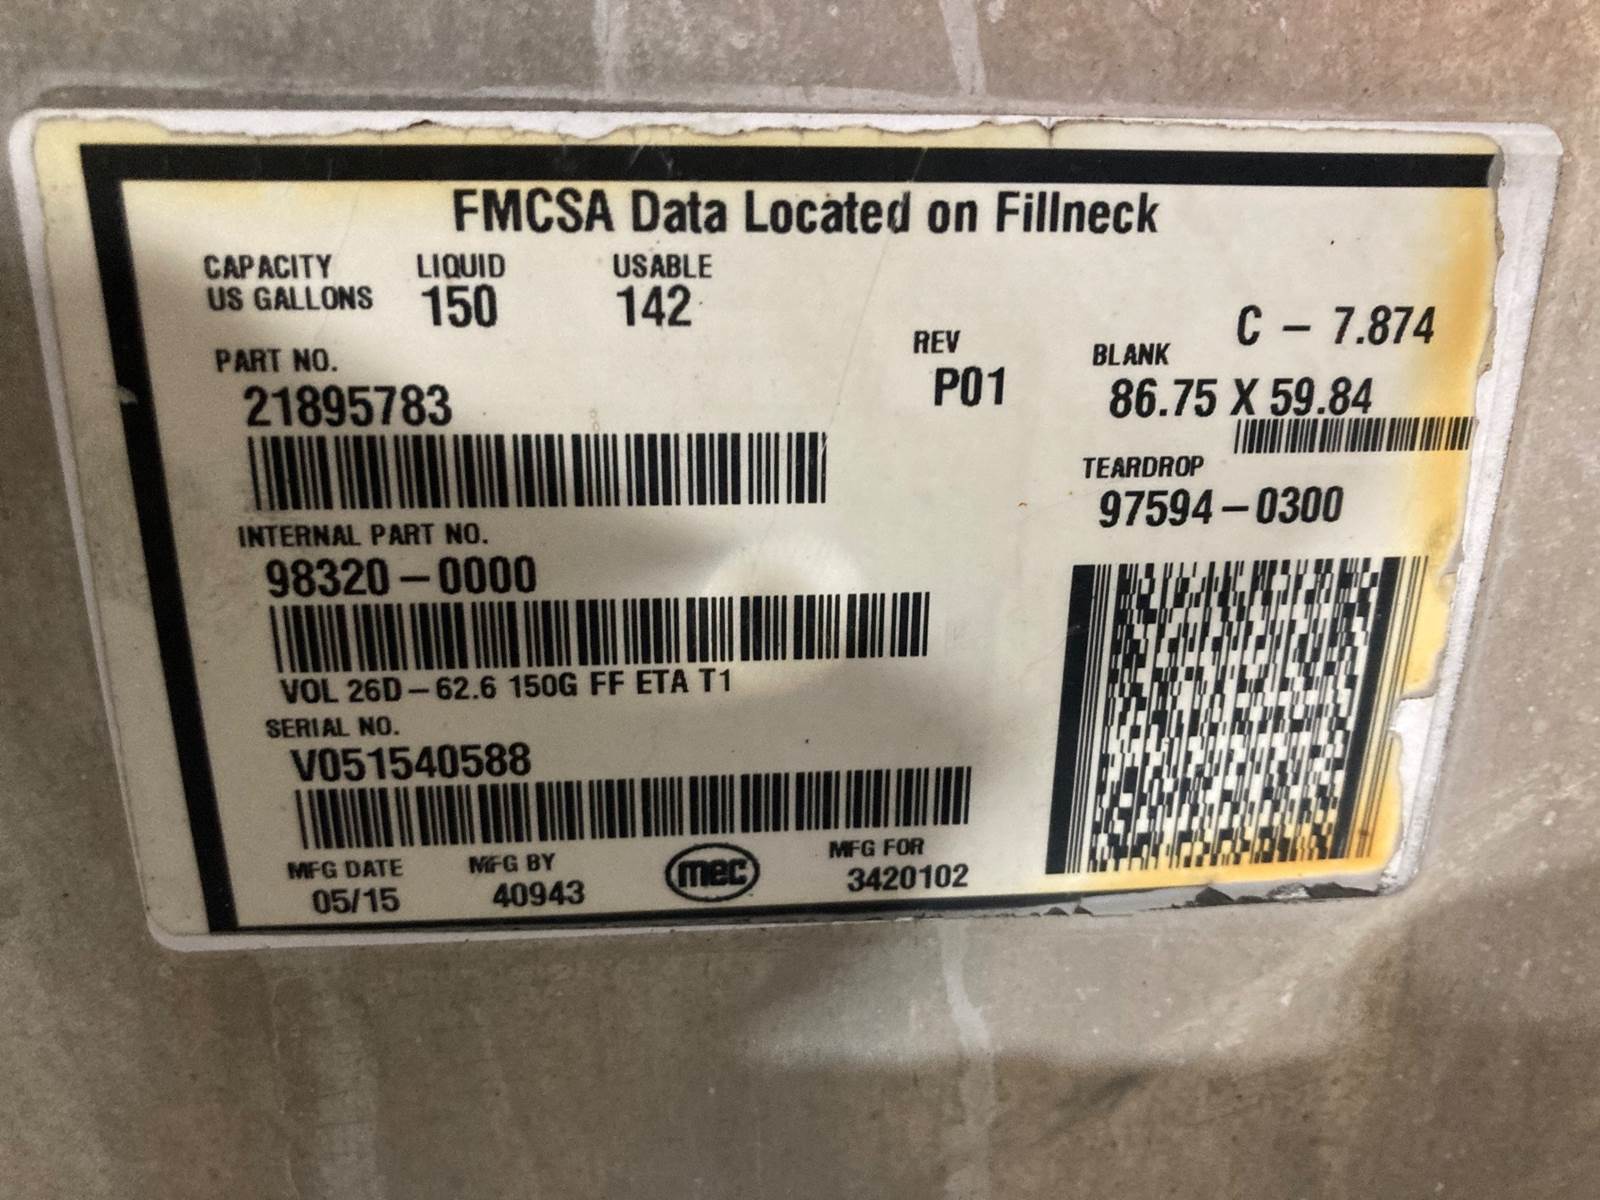 FMCSA Data Located on Fillneck
CAPACITY LIQUID USABLE
US GALLONS 150 142
C - 7.874
PART NO. REV BLANK
21895783 P01 86.75 X 59.84
TEARDROP
97594-0300
INTERNAL PART NO.
98320-0000
VOL 26D-62.6 150G FF ETA T1
SERIAL NO.
V051540588
MFG DATE MFG BY mec MFG FOR
05/15 40943 3420102